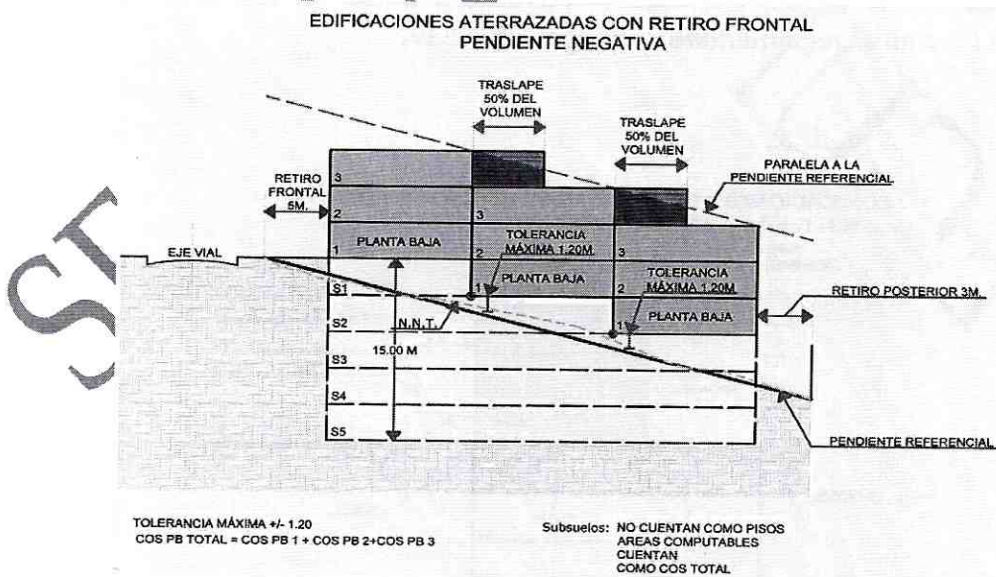 EDIFICACIONES ATERRAZADAS CON RETIRO FRONTAL
PENDIENTE NEGATIVA
TRASLAPE
50% DEL
VOLUMEN
TRASLAPE
50% DEL
VOLUMEN
PARALELA A LA
PENDIENTE REFERENCIAL
RETIRO
FRONTAL
5M.
3
2
3
1
PLANTA BAJA
2
TOLERANCIA
MÁXIMA 1.20M
3
EJE VIAL
S1
1
PLANTA BAJA
2
TOLERANCIA
MÁXIMA 1.20M
RETIRO POSTERIOR 3M.
S2
N.N.T.
1
PLANTA BAJA
15.00 M
S3
S4
S5
PENDIENTE REFERENCIAL
TOLERANCIA MÁXIMA +/- 1.20
COS PB TOTAL = COS PB 1 + COS PB 2+COS PB 3
Subsuelos: NO CUENTAN COMO PISOS
AREAS COMPUTABLES
CUENTAN
COMO COS TOTAL